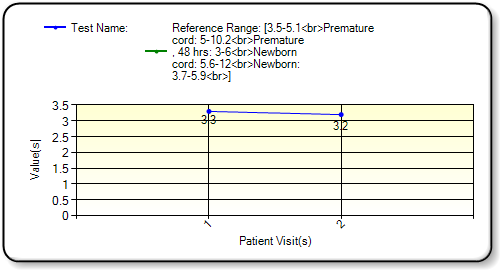 Test Name:
Reference Range: [3.5-5.1<br>Premature
cord: 5-10.2<br>Premature
, 48 hrs: 3-6<br>Newborn
cord: 5.6-12<br>Newborn:
3.7-5.9<br>]
3.5
3
2.5
2
1.5
1
0.5
0
Value(s)
3.3
3.2
1
2
Patient Visit(s)